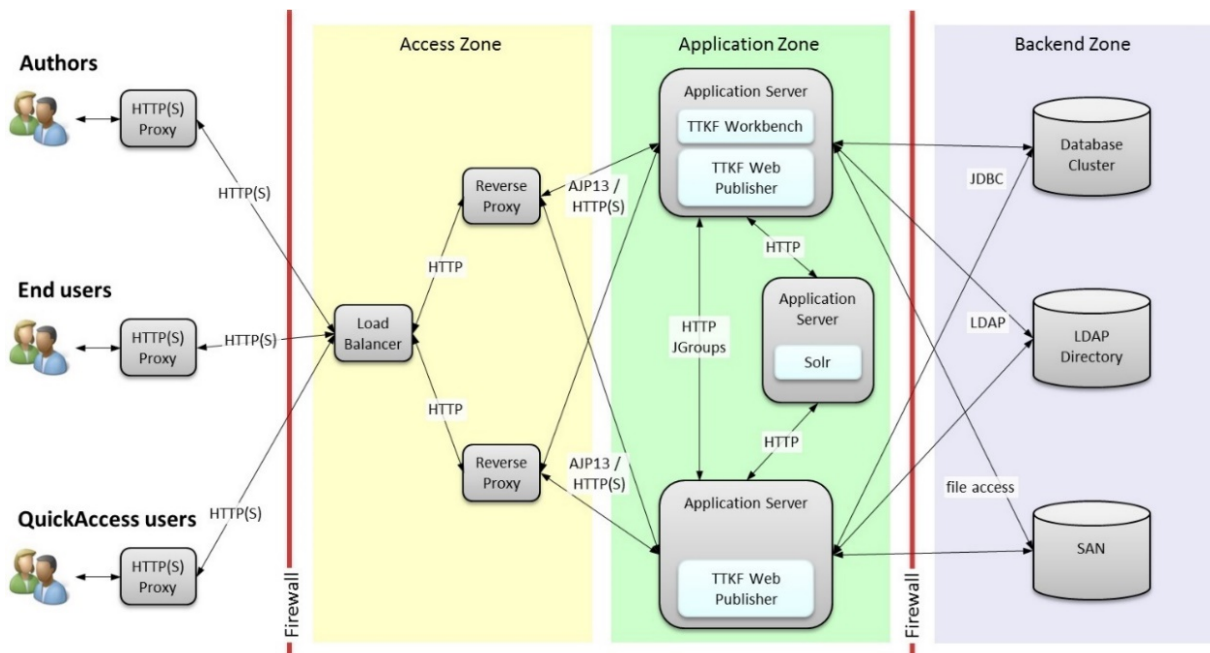 Authors
HTTP(S)
Proxy
HTTP(S)
End users
HTTP(S)
Proxy
HTTP(S)
QuickAccess users
HTTP(S)
Proxy
HTTP(S)
Firewall
Access Zone
Load
Balancer
HTTP
HTTP
Reverse
Proxy
Reverse
Proxy
AJP13 /
HTTP(S)
AJP13 /
HTTP(S)
Application Zone
Application Server
TTKF Workbench
TTKF Web
Publisher
HTTP
HTTP
JGroups
Application
Server
Solr
HTTP
Application Server
TTKF Web
Publisher
Firewall
Backend Zone
JDBC
Database
Cluster
LDAP
LDAP
Directory
file access
SAN